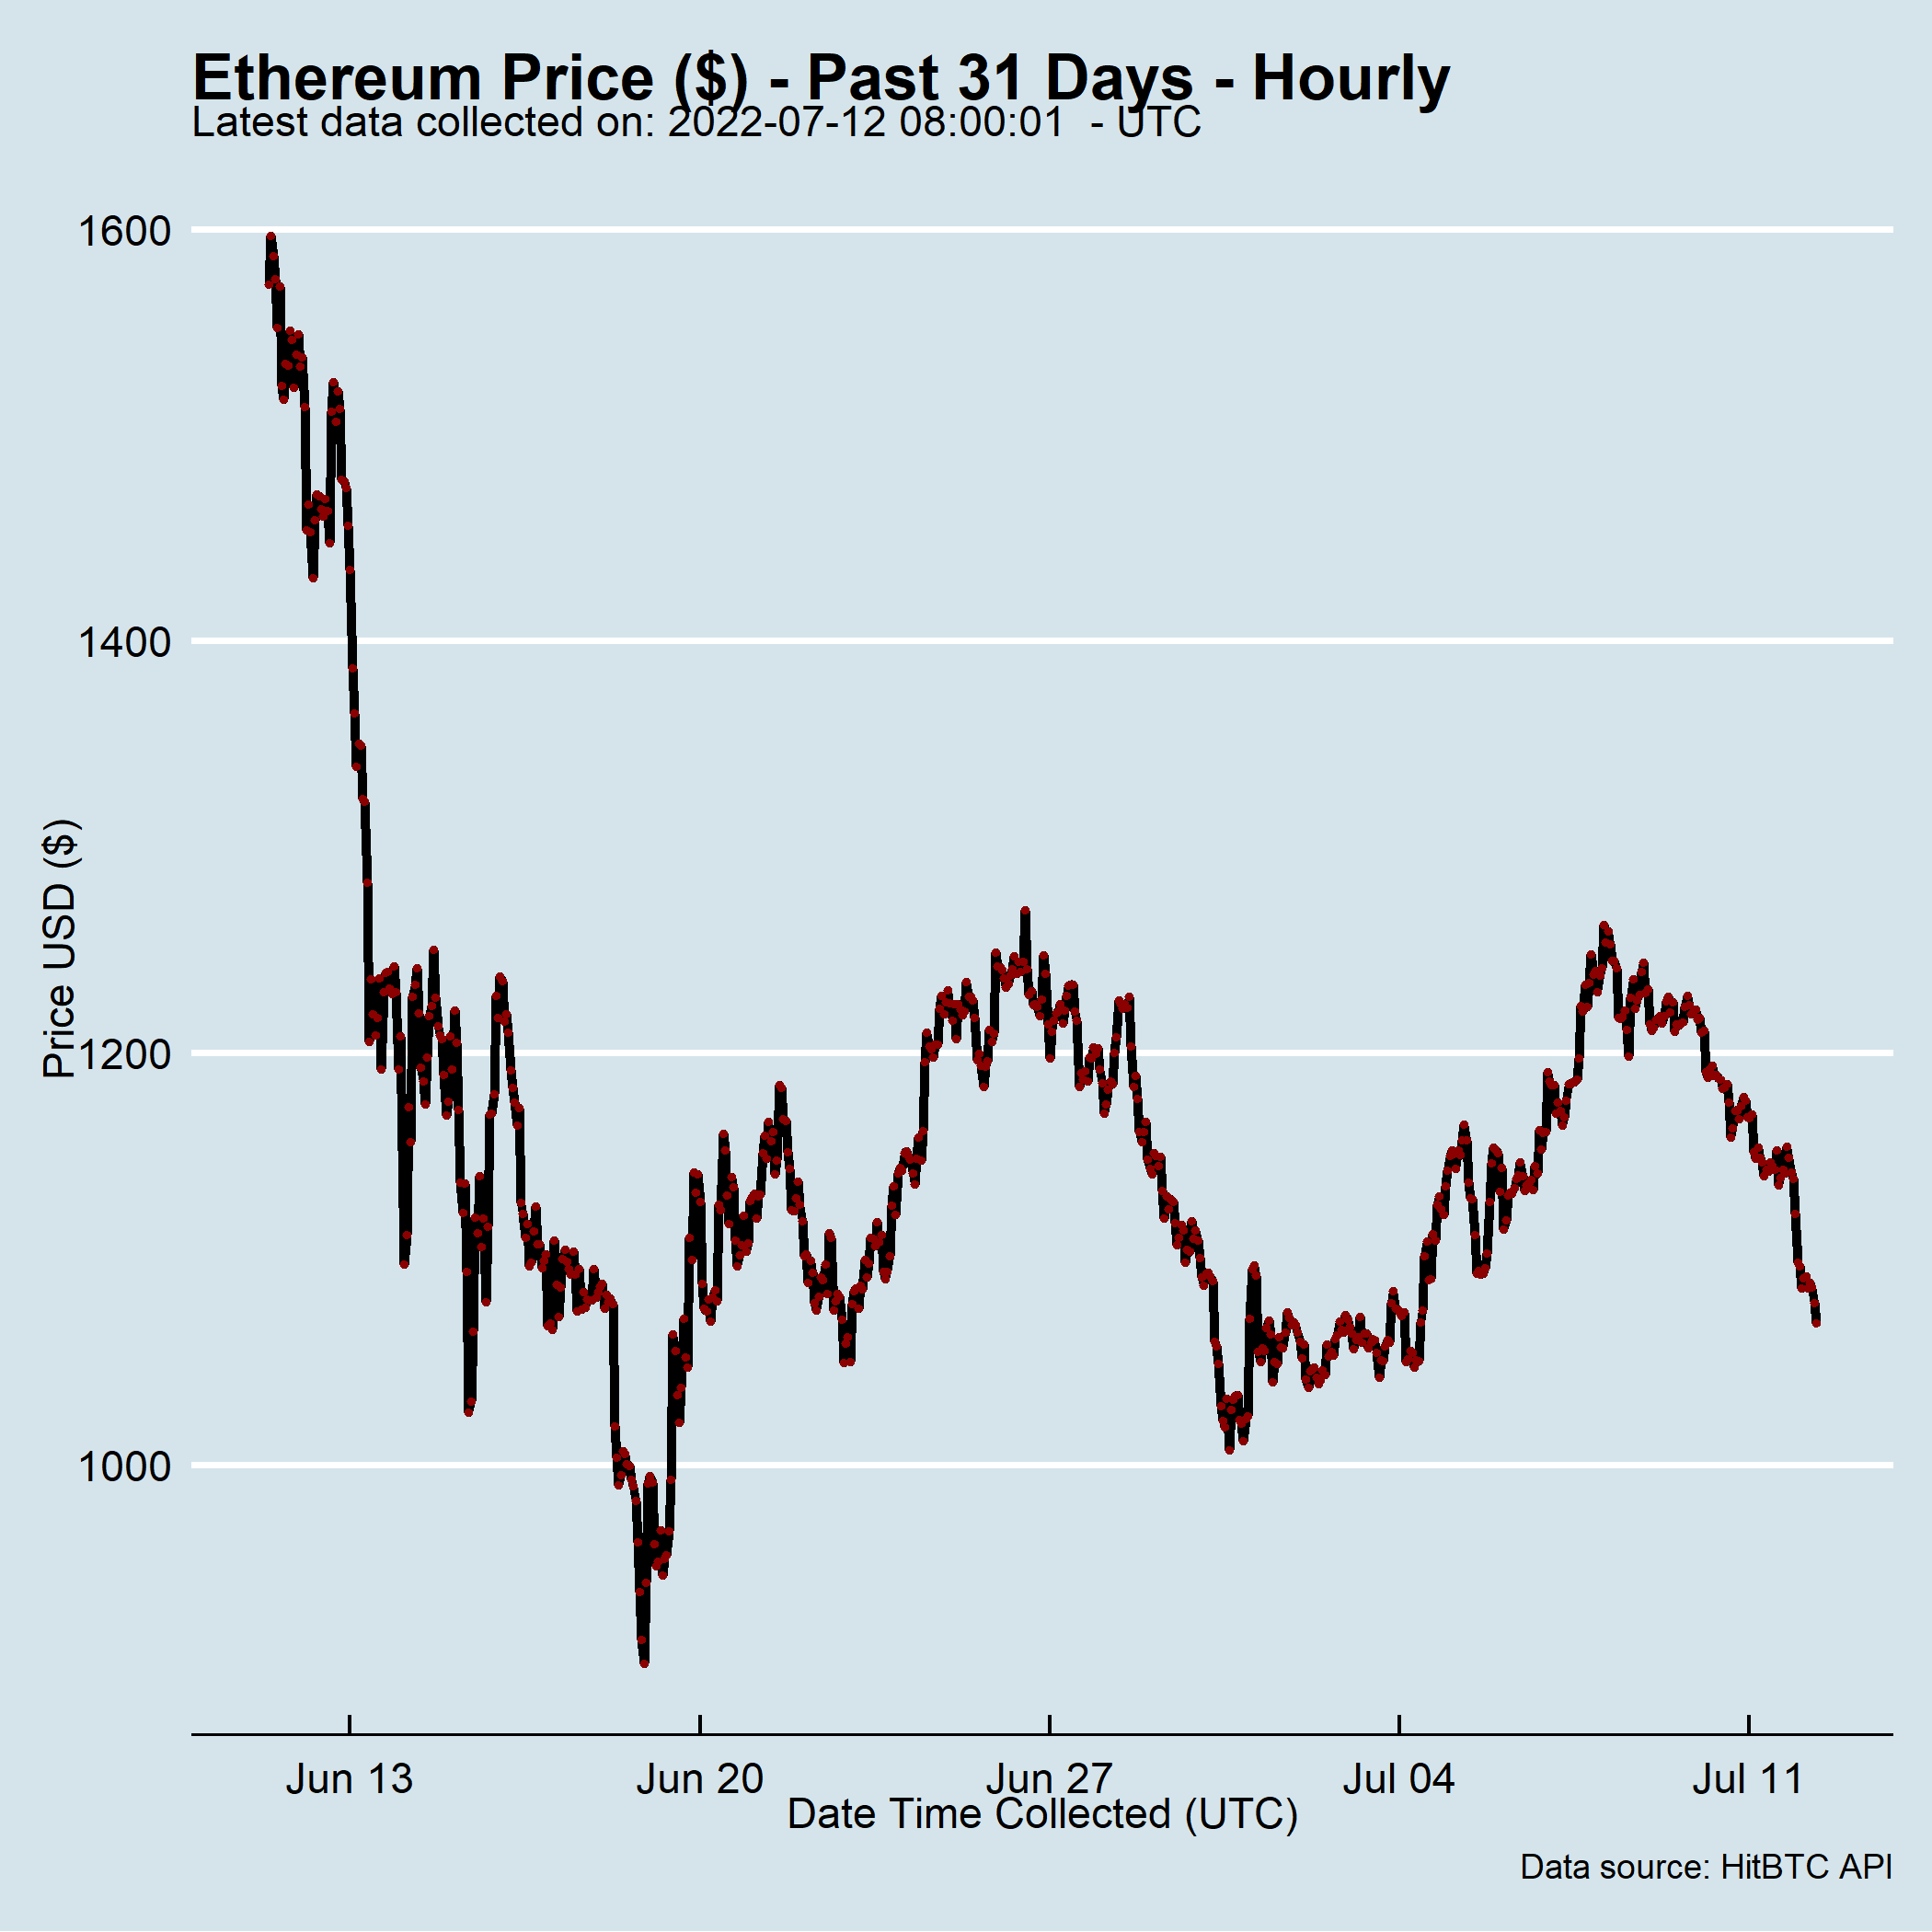 Ethereum Price ($) - Past 31 Days - Hourly
Latest data collected on: 2022-07-12 08:00:01  - UTC
1600
1400
1200
1000
Price USD ($)
Jun 13
Jun 20
Jun 27
Jul 04
Jul 11
Date Time Collected (UTC)
Data source: HitBTC API